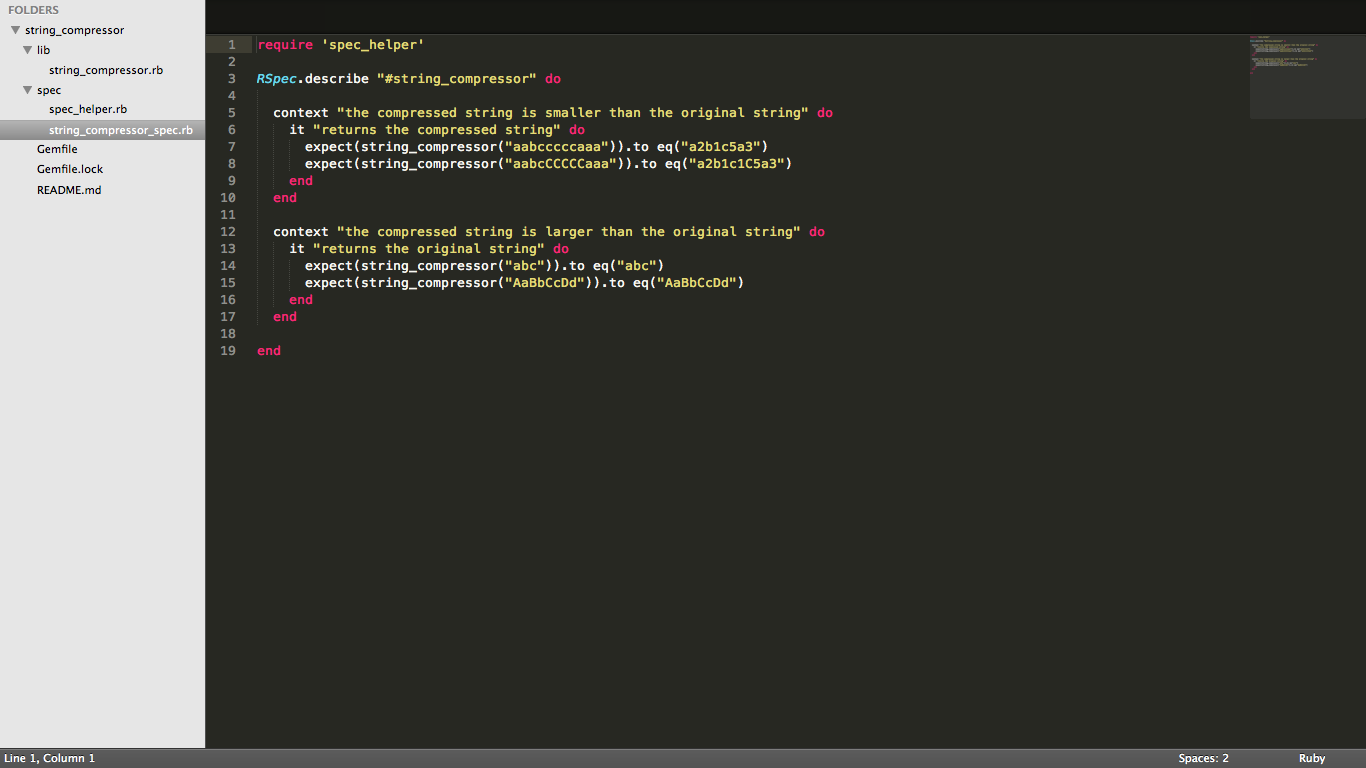 FOLDERS
string_compressor
lib
string_compressor.rb
spec
spec_helper.rb
string_compressor_spec.rb
Gemfile
Gemfile.lock
README.md
1 require 'spec_helper'
2
3 RSpec.describe "#string_compressor" do
4
5 context "the compressed string is smaller than the original string" do
6 it "returns the compressed string" do
7 expect(string_compressor("aabcccccaaa")).to eq("a2b1c5a3")
8 expect(string_compressor("aabcCCCCCaaa")).to eq("a2b1c1C5a3")
9 end
10 end
11
12 context "the compressed string is larger than the original string" do
13 it "returns the original string" do
14 expect(string_compressor("abc")).to eq("abc")
15 expect(string_compressor("AaBbCcDd")).to eq("AaBbCcDd")
16 end
17 end
18
19 end
Line 1, Column 1 Spaces: 2 Ruby